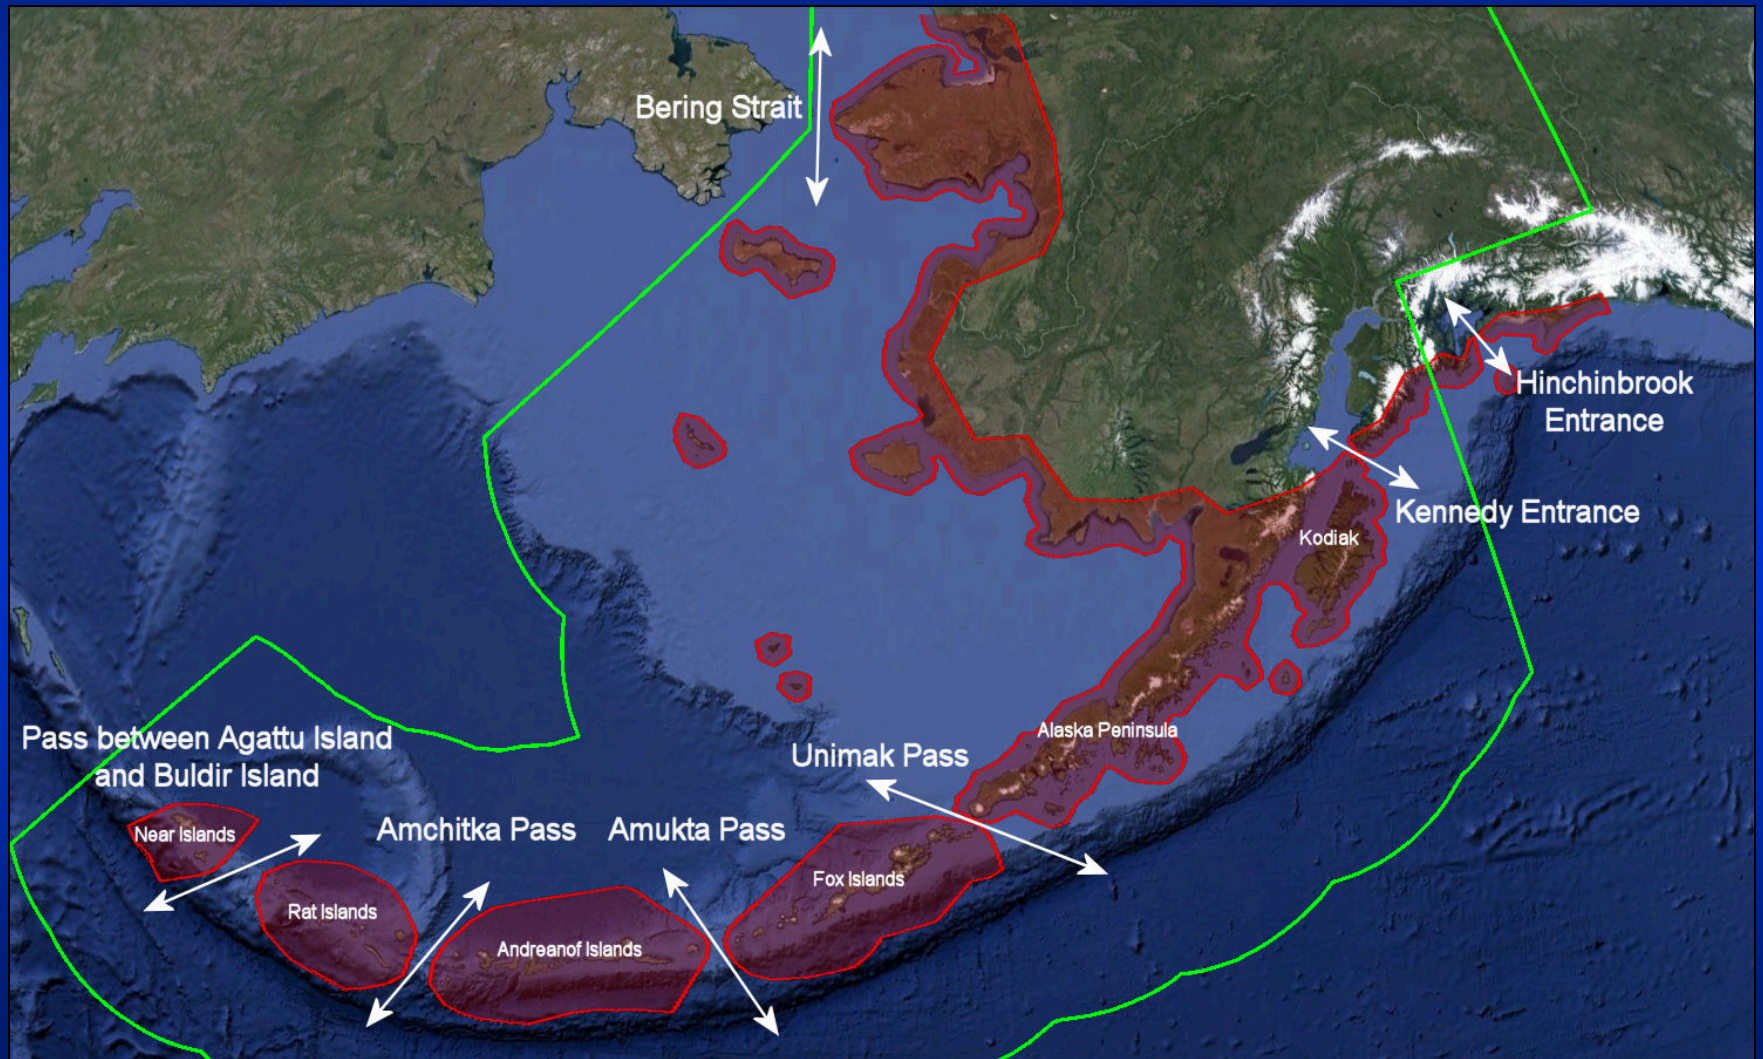 Bering Strait
Hinchinbrook
Entrance
Kennedy Entrance
Kodiak
Alaska Peninsula
Pass between Agattu Island
and Buldir Island
Unimak Pass
Near Islands
Amchitka Pass
Amukta Pass
Fox Islands
Rat Islands
Andreanof Islands